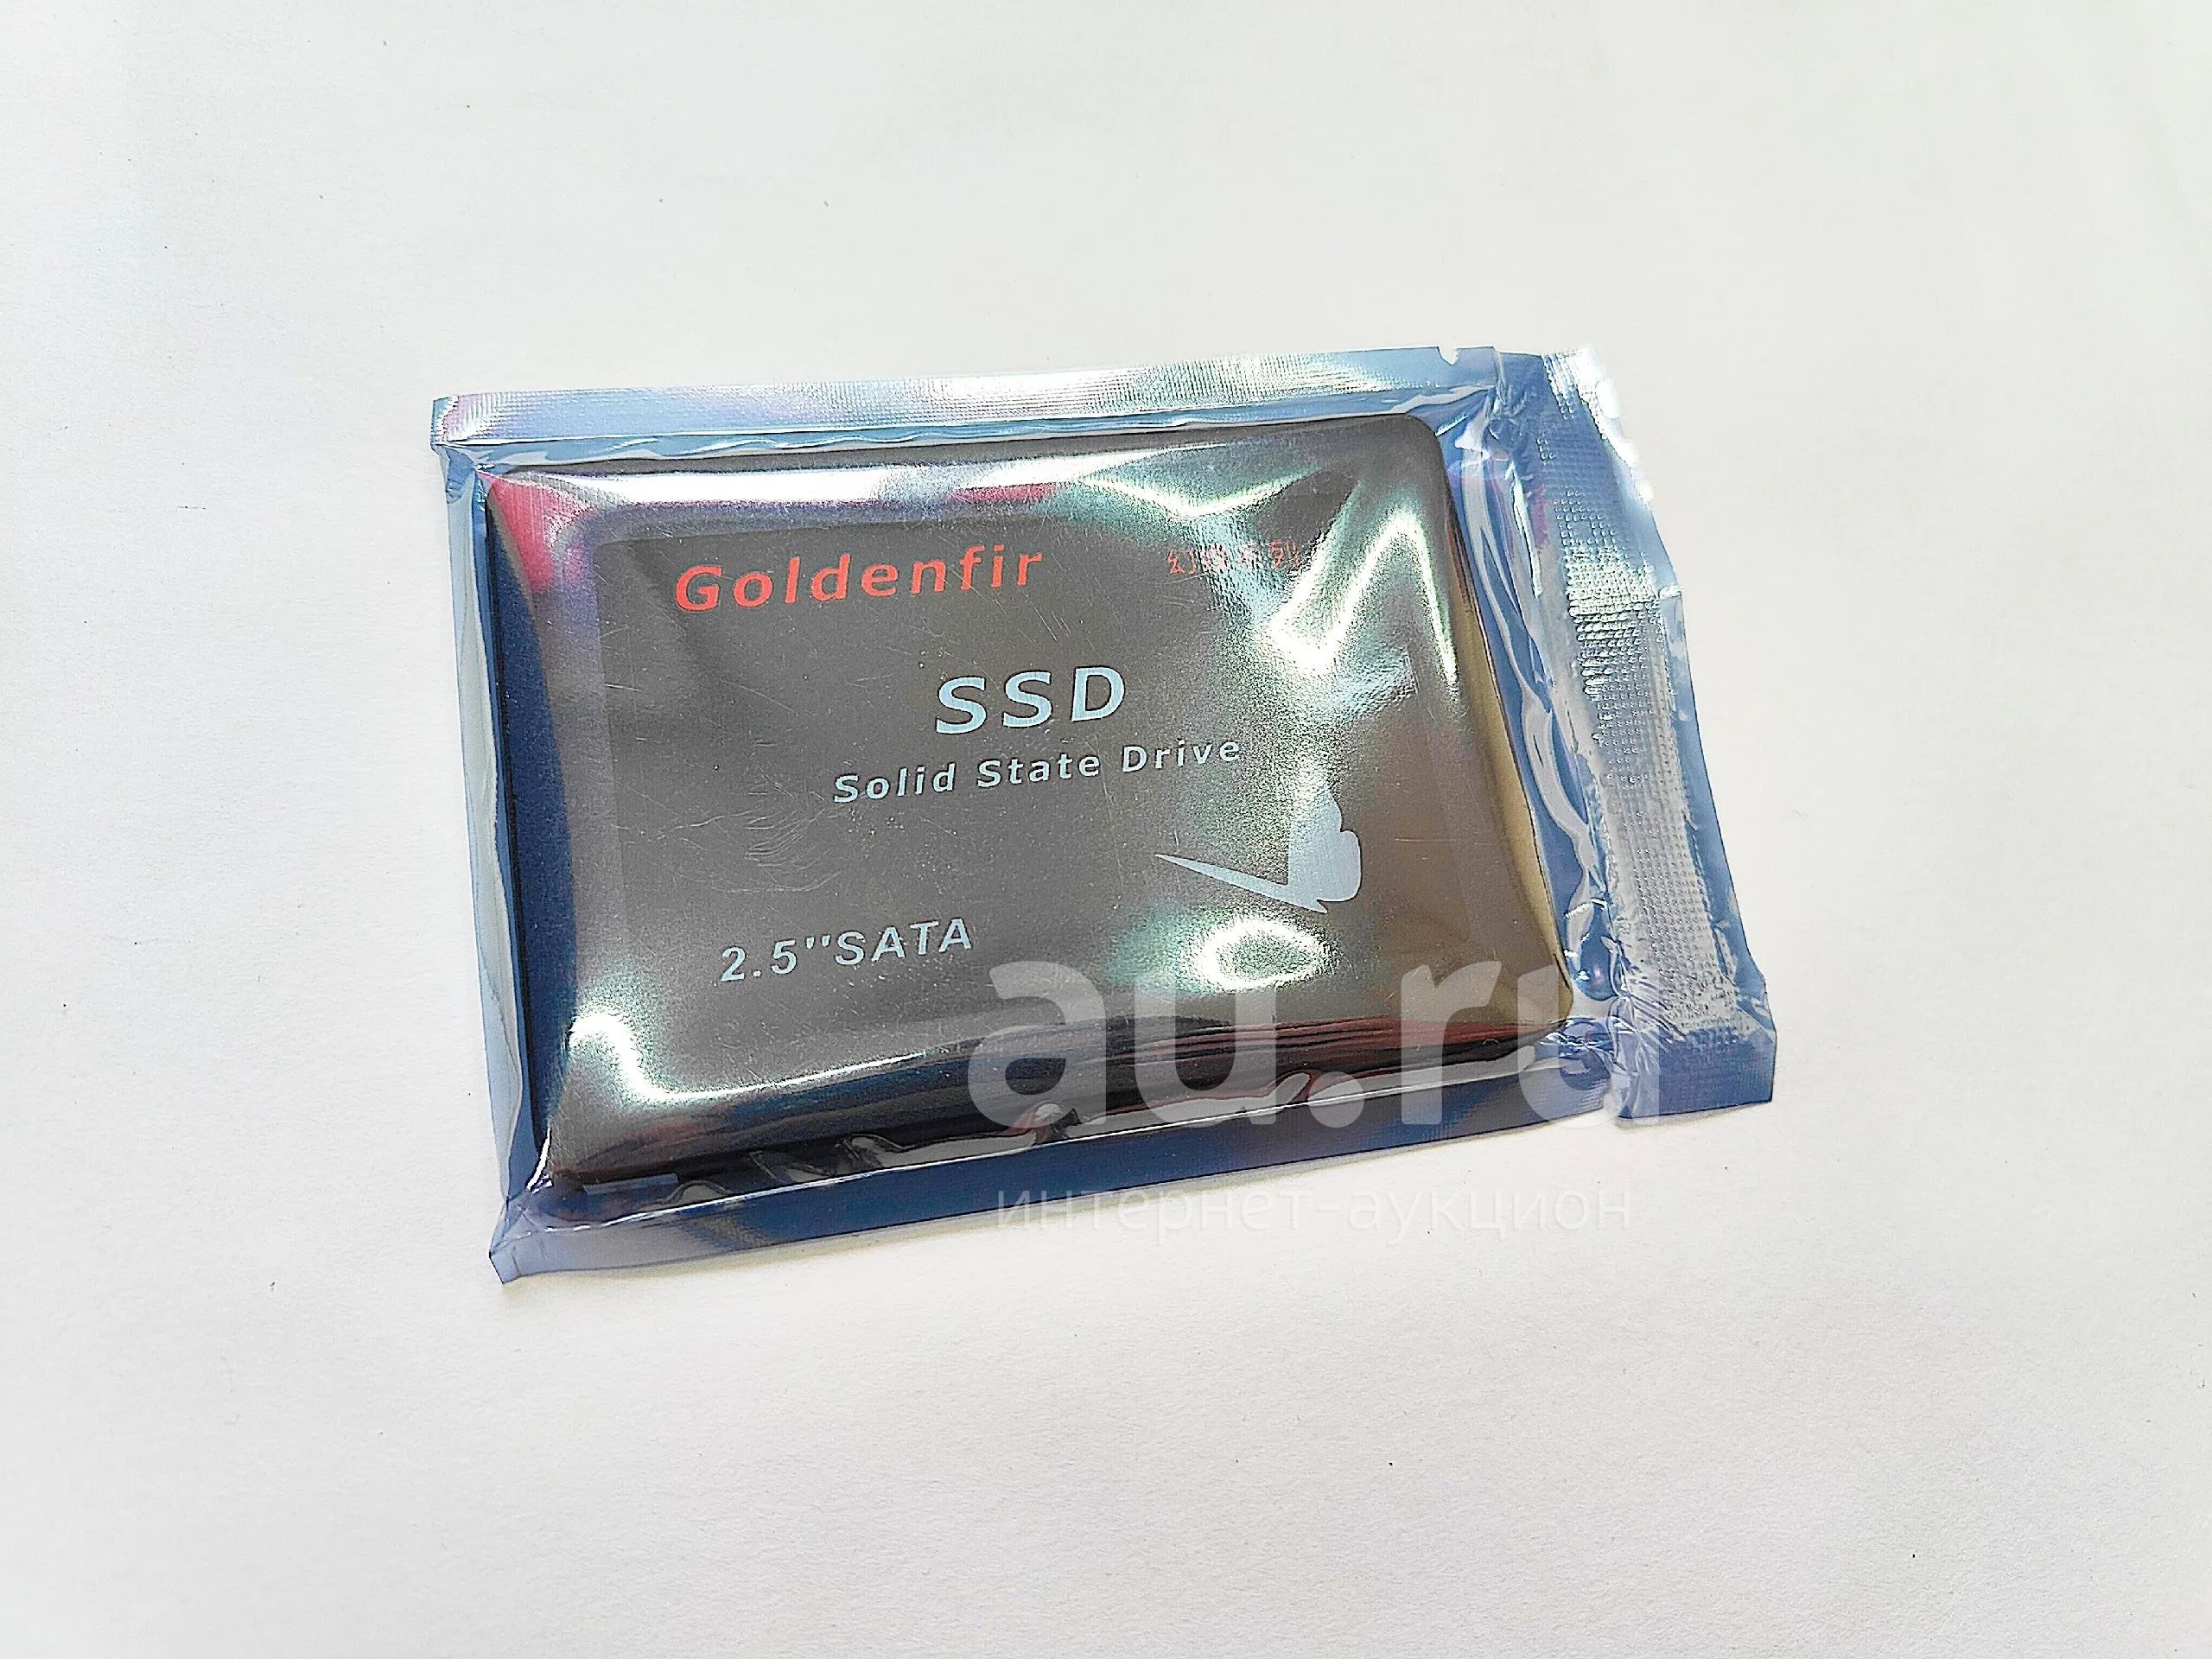 Goldenfir
SSD
Solid State Drive
2.5"SATA
au.ru
интернет-аукцион